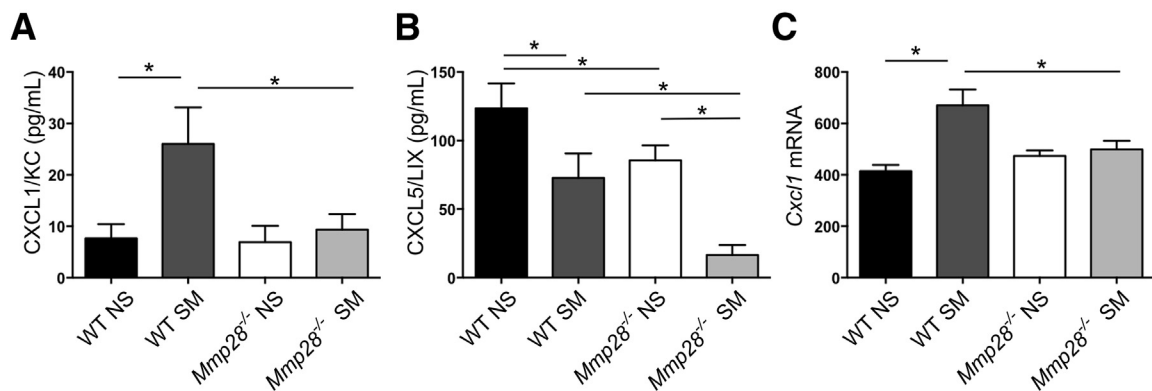 A
CXCL1/KC (pg/mL)
40
30
20
10
0
*
*
WT NS
WT SM
Mmp28-/- NS
Mmp28-/- SM
B
CXCL5/LIX (pg/mL)
150
100
50
0
*
*
*
*
WT NS
WT SM
Mmp28-/- NS
Mmp28-/- SM
C
Cxcl1 mRNA
800
600
400
200
0
*
*
WT NS
WT SM
Mmp28-/- NS
Mmp28-/- SM